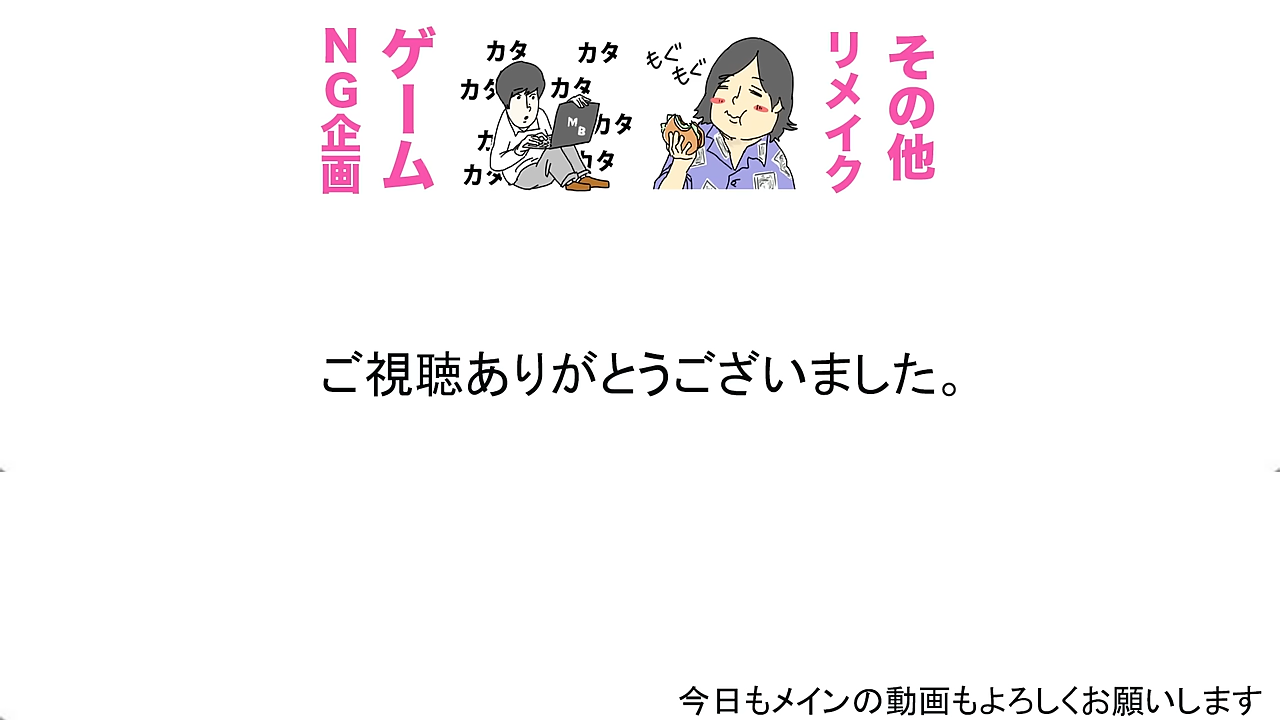 ゲーム
NG企画
カタ
カタ
カタ
カタ
カタ
カ
タ
カタ
MB
もぐ
もぐ
その他
リメイク
ご視聴ありがとうございました。
今日もメインの動画もよろしくお願いします